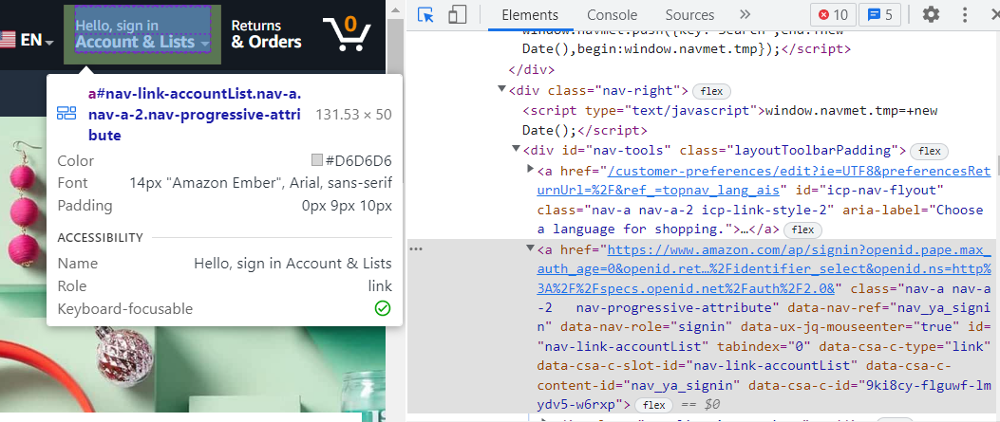 EN
Hello, sign in
Account & Lists
Returns
& Orders
0
a#nav-link-accountList.nav-a.
nav-a-2.nav-progressive-attri
bute
131.53 × 50
Color
#D6D6D6
Font
14px "Amazon Ember", Arial, sans-serif
Padding
0px 9px 10px
ACCESSIBILITY
Name
Hello, sign in Account & Lists
Role
link
Keyboard-focusable
Elements
Console
Sources
»
10
5
window.navmet.push({key:'Search',end:+new
Date(),begin:window.navmet.tmp});</script>
</div>
<div class="nav-right"> flex
<script type="text/javascript">window.navmet.tmp=+new
Date();</script>
<div id="nav-tools" class="layoutToolbarPadding"> flex
<a href="/customer-preferences/edit?ie=UTF8&preferencesRet
urnUrl=%2F&ref_=topnav_lang_ais" id="icp-nav-flyout"
class="nav-a nav-a-2 icp-link-style-2" aria-label="Choose
a language for shopping.">…</a> flex
<a href="https://www.amazon.com/ap/signin?openid.pape.max_
auth_age=0&openid.ret…%2Fidentifier_select&openid.ns=http%
3A%2F%2Fspecs.openid.net%2Fauth%2F2.0&" class="nav-a nav-a
-2   nav-progressive-attribute" data-nav-ref="nav_ya_signi
n" data-nav-role="signin" data-ux-jq-mouseenter="true" id=
"nav-link-accountList" tabindex="0" data-csa-c-type="link"
data-csa-c-slot-id="nav-link-accountList" data-csa-c-
content-id="nav_ya_signin" data-csa-c-id="9ki8cy-flguwf-lm
ydv5-w6rxp"> flex == $0